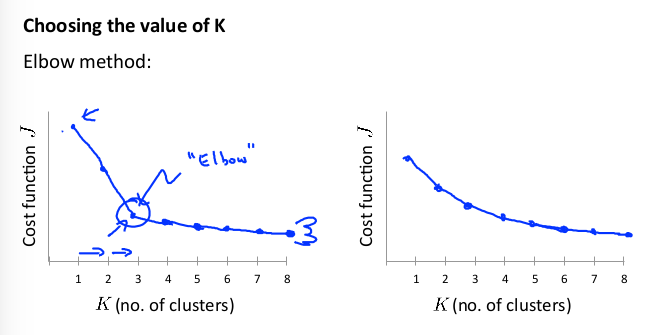 Choosing the value of K
Elbow method:
Cost function J
"Elbow"
1 2 3 4 5 6 7 8
K (no. of clusters)
Cost function J
1 2 3 4 5 6 7 8
K (no. of clusters)